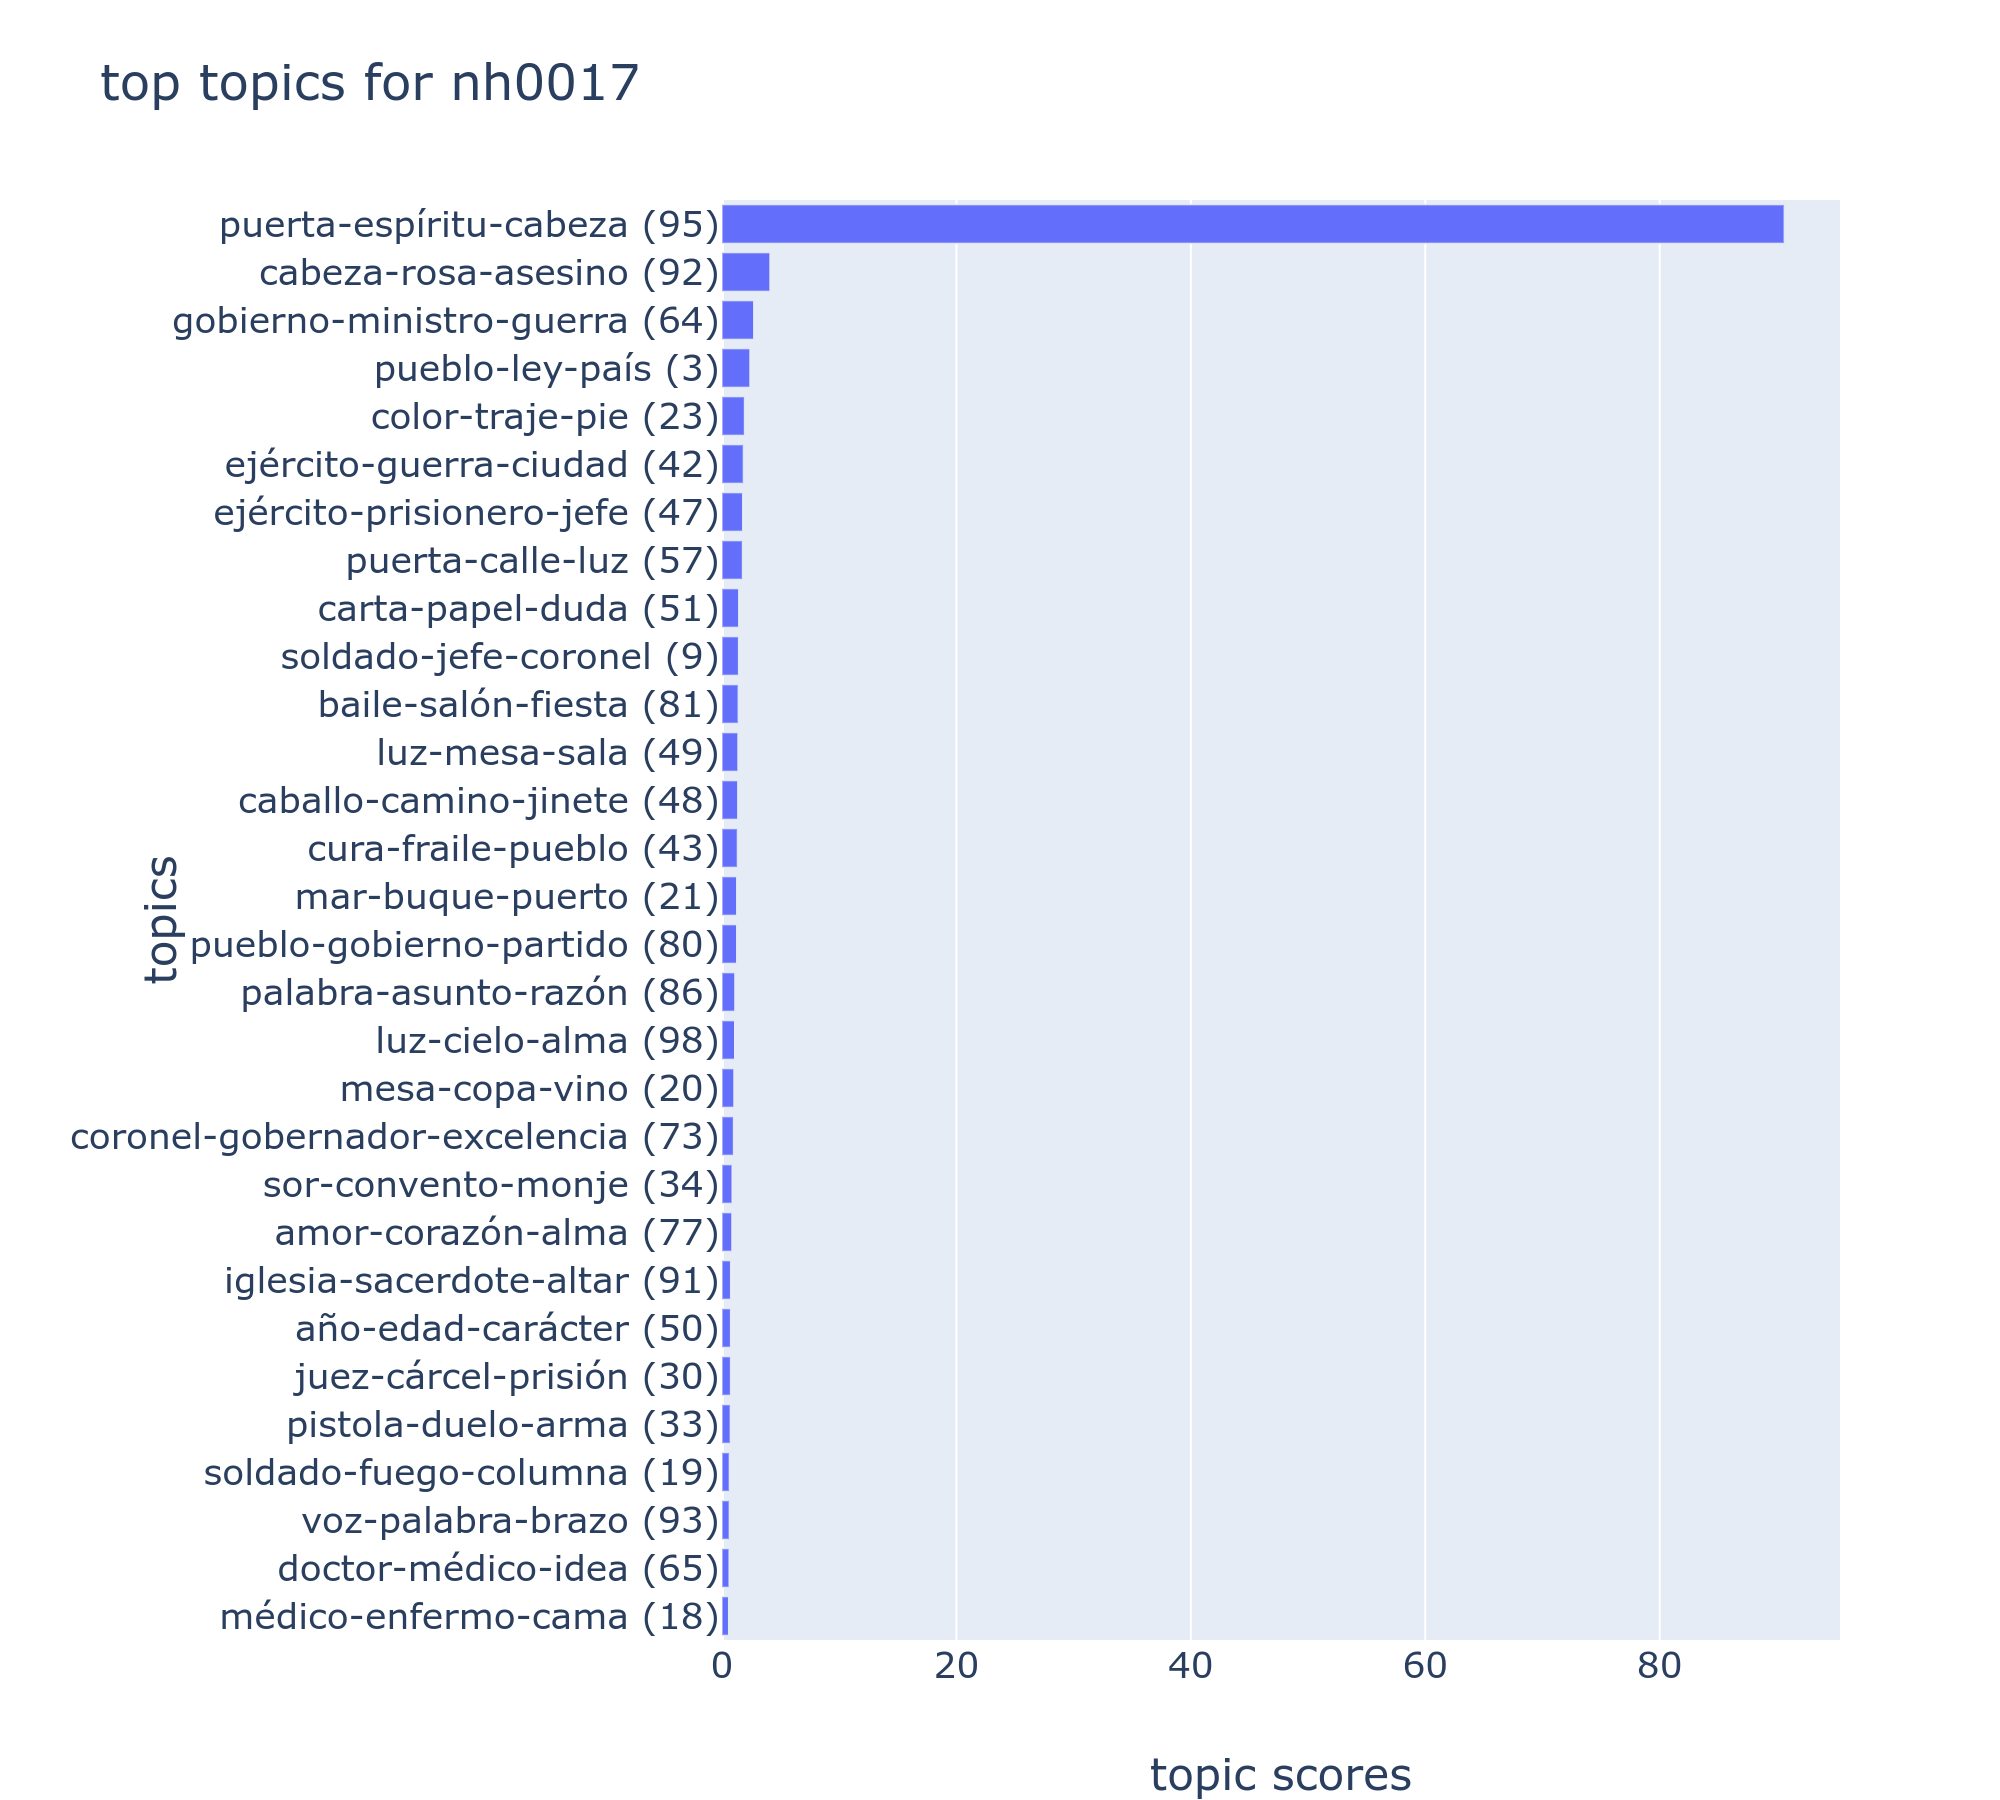 top topics for nh0017
puerta-espíritu-cabeza (95)
cabeza-rosa-asesino (92)
gobierno-ministro-guerra (64)
pueblo-ley-país (3)
color-traje-pie (23)
ejército-guerra-ciudad (42)
ejército-prisionero-jefe (47)
puerta-calle-luz (57)
carta-papel-duda (51)
soldado-jefe-coronel (9)
baile-salón-fiesta (81)
luz-mesa-sala (49)
caballo-camino-jinete (48)
cura-fraile-pueblo (43)
mar-buque-puerto (21)
pueblo-gobierno-partido (80)
palabra-asunto-razón (86)
luz-cielo-alma (98)
mesa-copa-vino (20)
coronel-gobernador-excelencia (73)
sor-convento-monje (34)
amor-corazón-alma (77)
iglesia-sacerdote-altar (91)
año-edad-carácter (50)
juez-cárcel-prisión (30)
pistola-duelo-arma (33)
soldado-fuego-columna (19)
voz-palabra-brazo (93)
doctor-médico-idea (65)
médico-enfermo-cama (18)
topics
0 20 40 60 80
topic scores